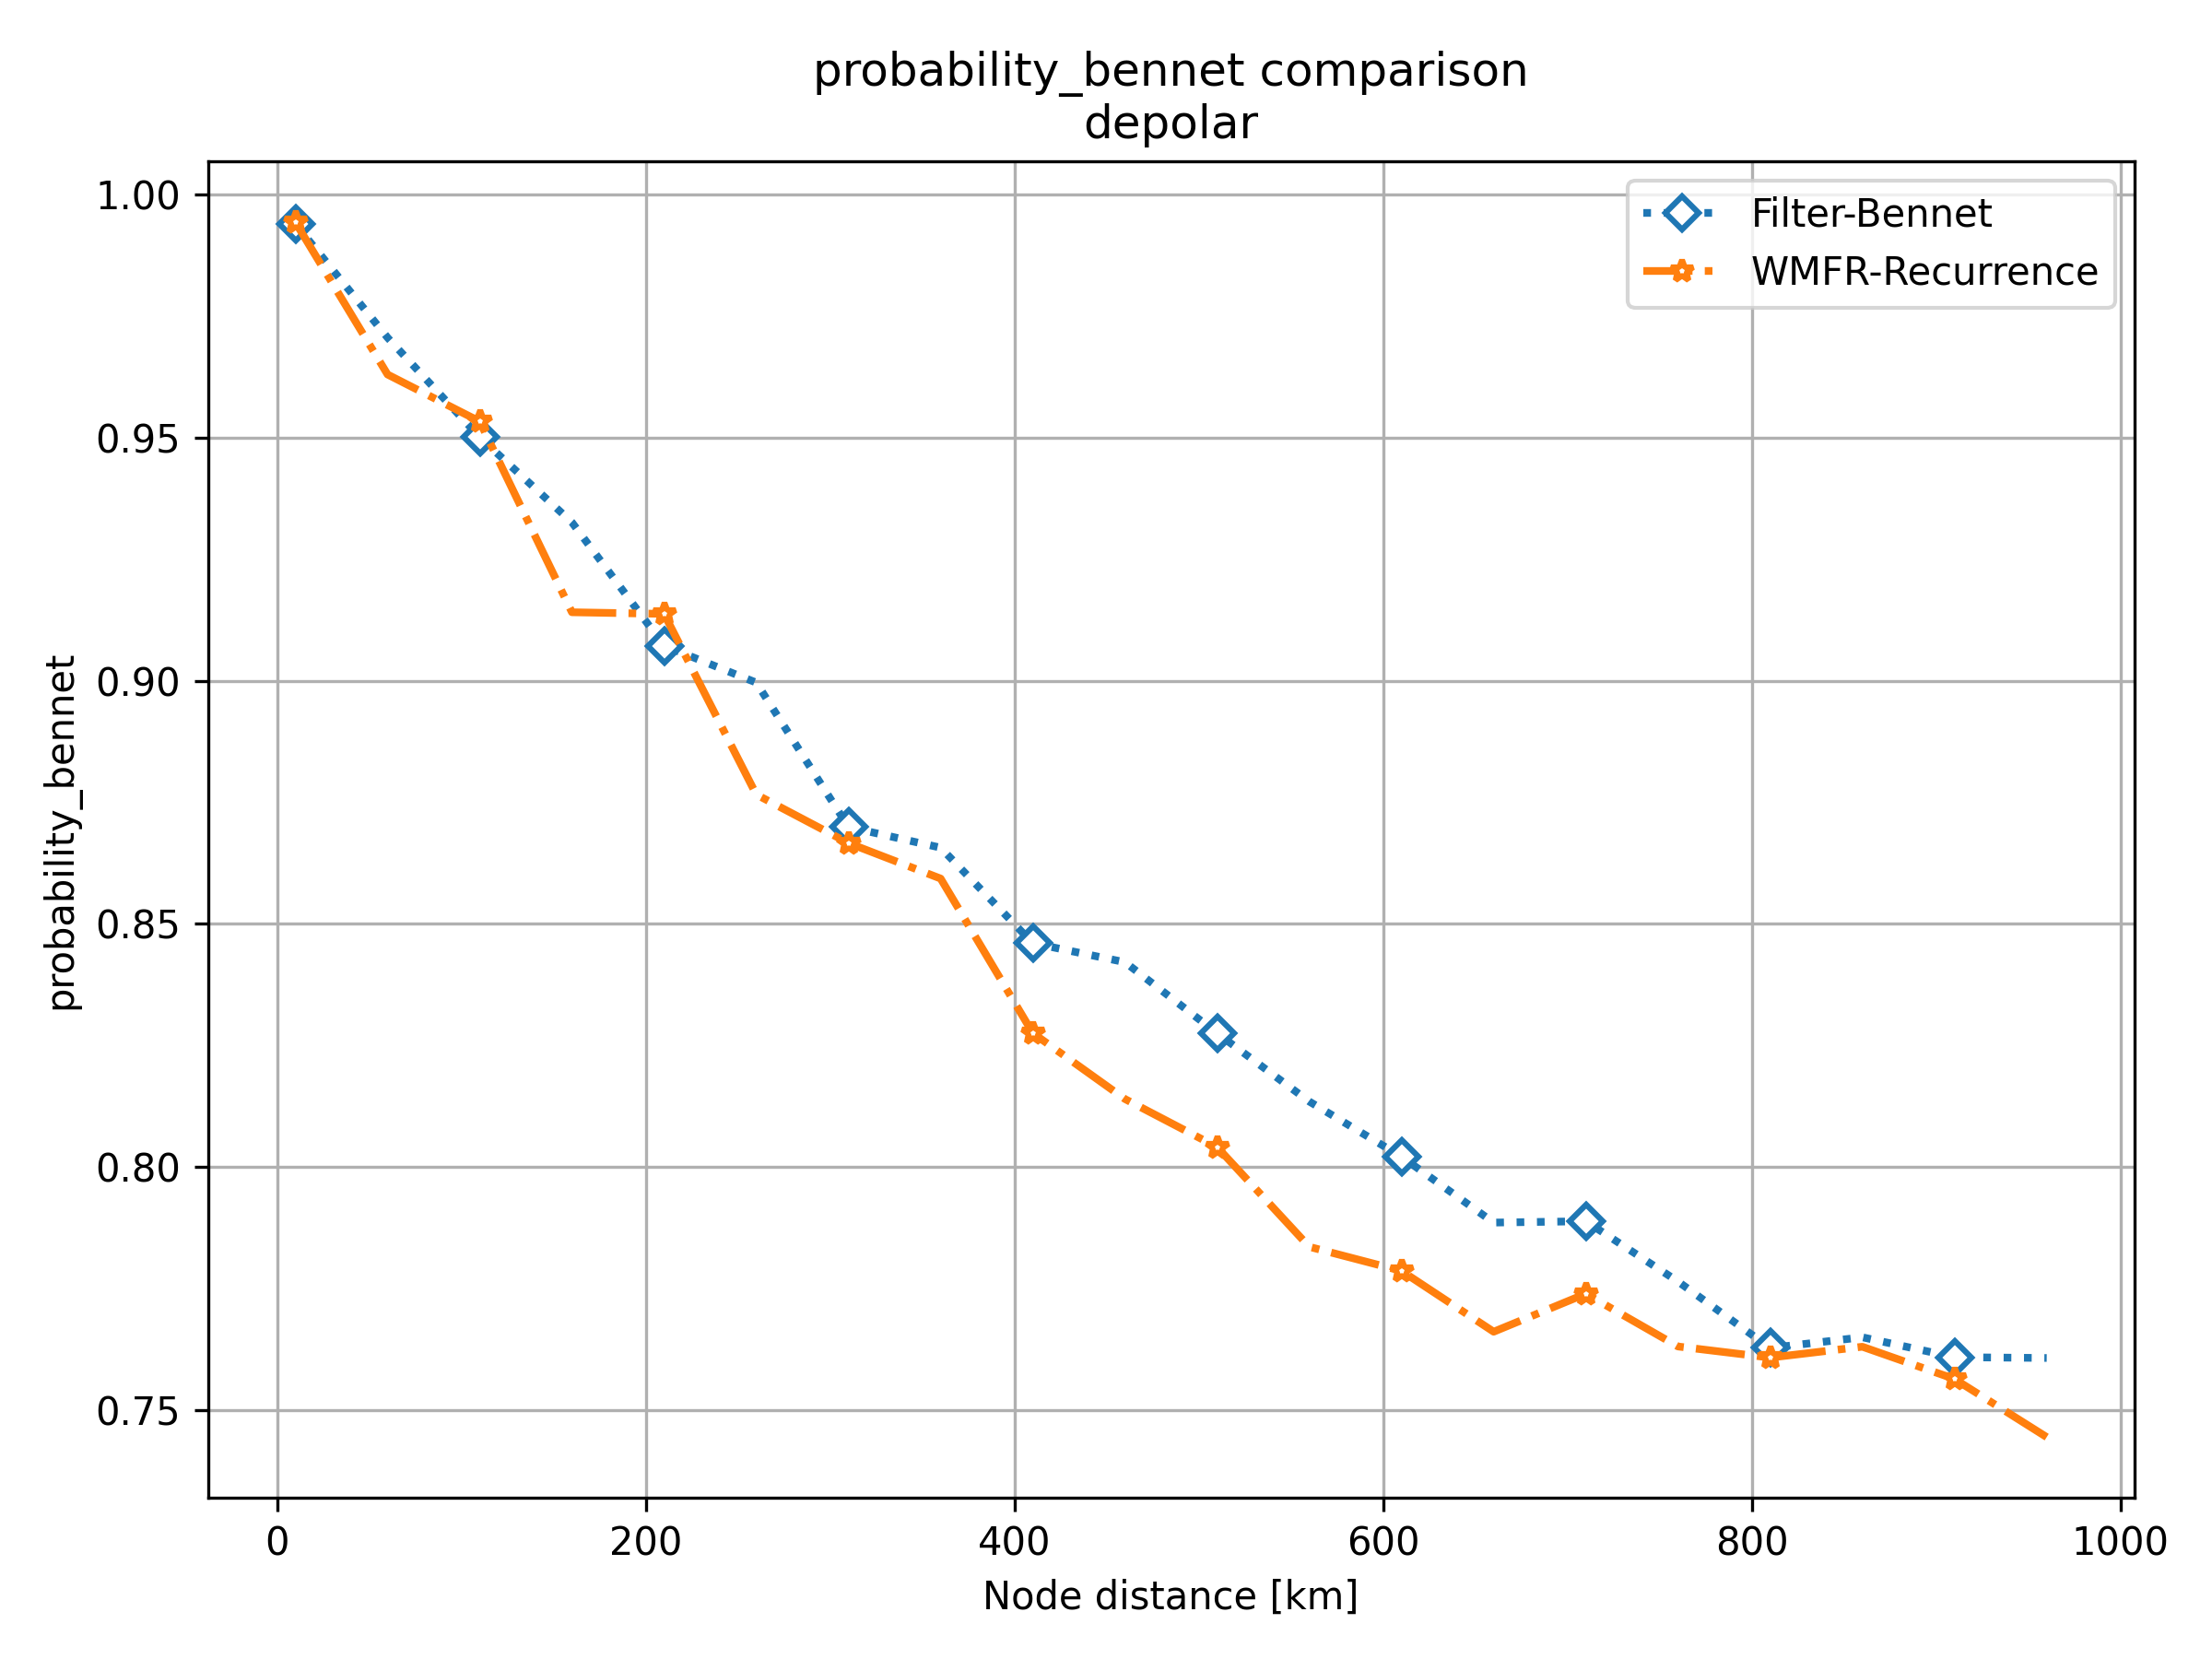 probability_bennet comparison
depolar
Filter-Bennet
WMFR-Recurrence
probability_bennet
1.00
0.95
0.90
0.85
0.80
0.75
0
200
400
600
800
1000
Node distance [km]